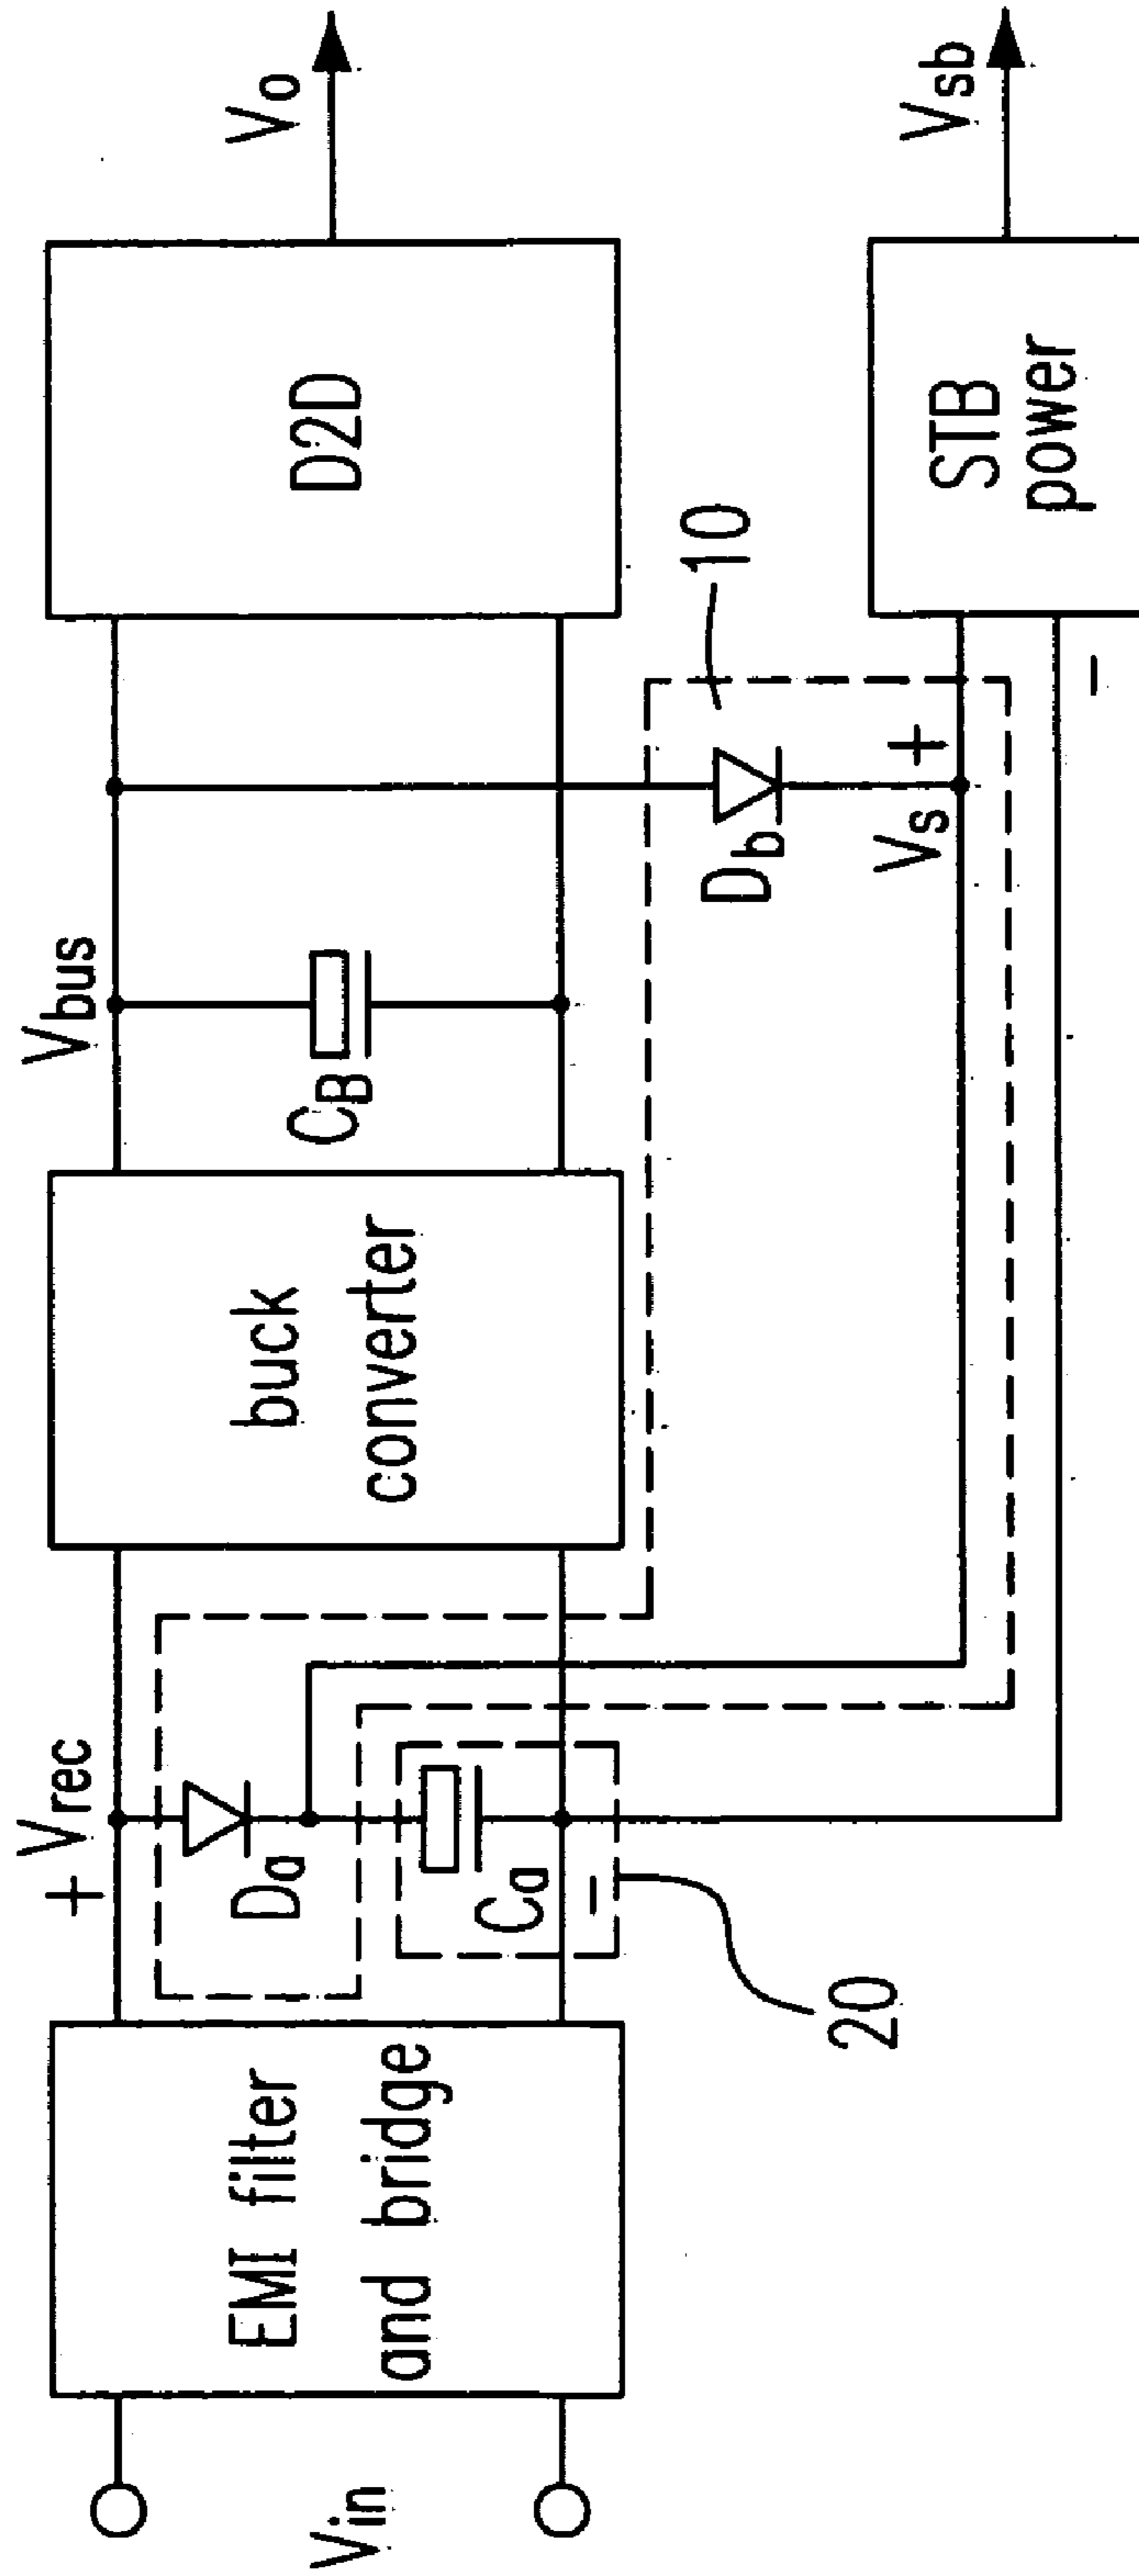 Vin
EMI filter
and bridge
+ Vrec
Da
Ca
-
20
buck
converter
Vbus
CB
Db
10
Vs +
-
D2D
Vo
STB
power
Vsb